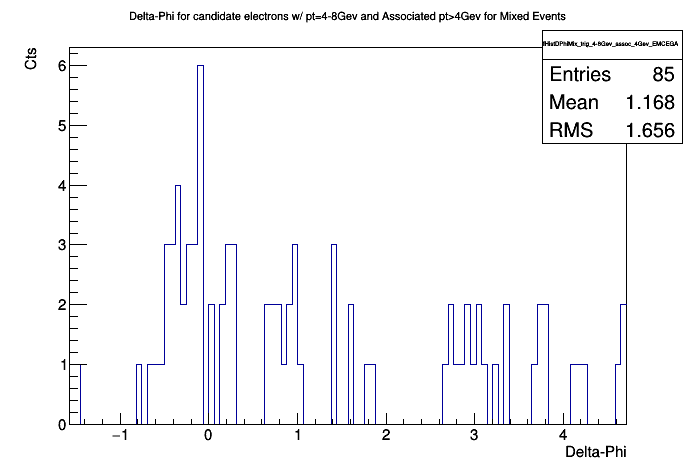 Delta-Phi for candidate electrons w/ pt=4-8Gev and Associated pt>4Gev for Mixed Events
fHistDPhiMix_trig_4-8Gev_assoc_4Gev_EMCEGA
Entries 85
Mean 1.168
RMS 1.656
Cts
6
5
4
3
2
1
0
−1 0 1 2 3 4
Delta-Phi